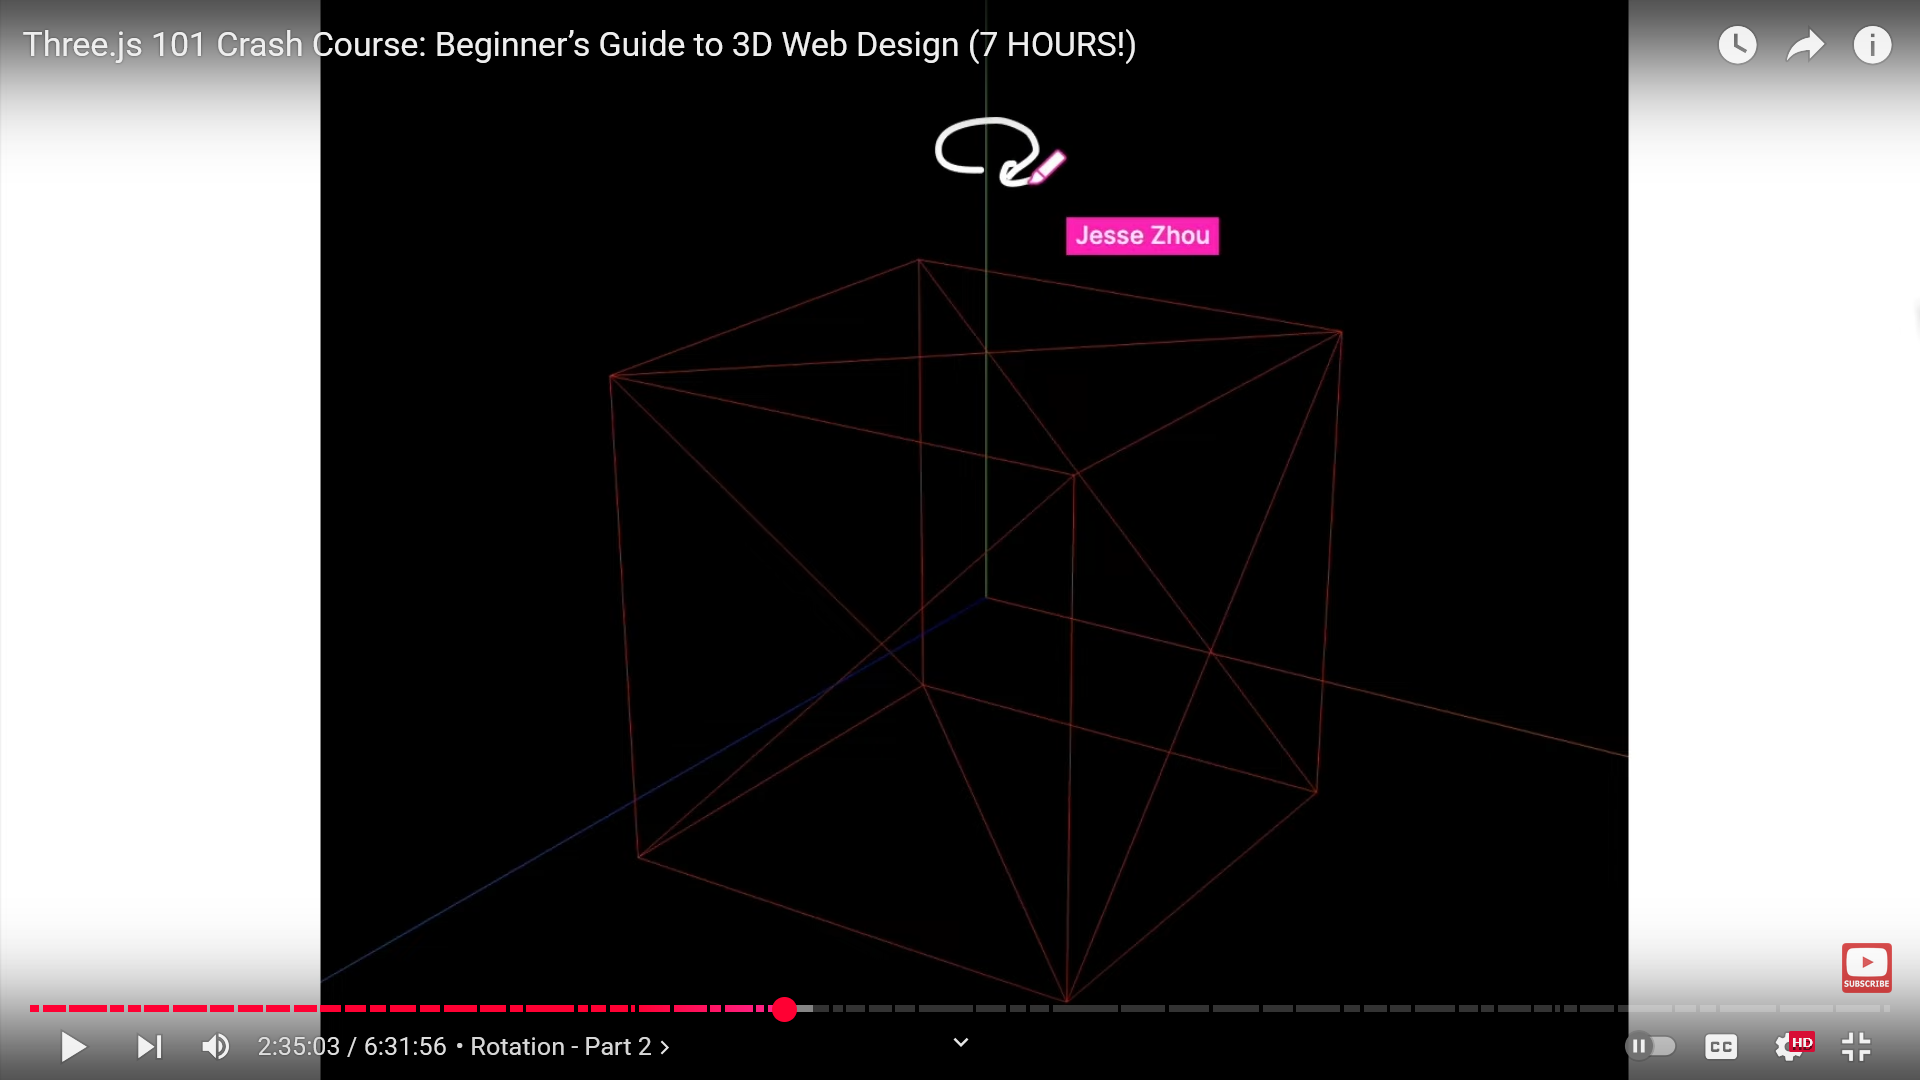 Three.js 101 Crash Course: Beginner’s Guide to 3D Web Design (7 HOURS!)
Jesse Zhou
SUBSCRIBE
2:35:03 / 6:31:56 • Rotation - Part 2
CC
HD